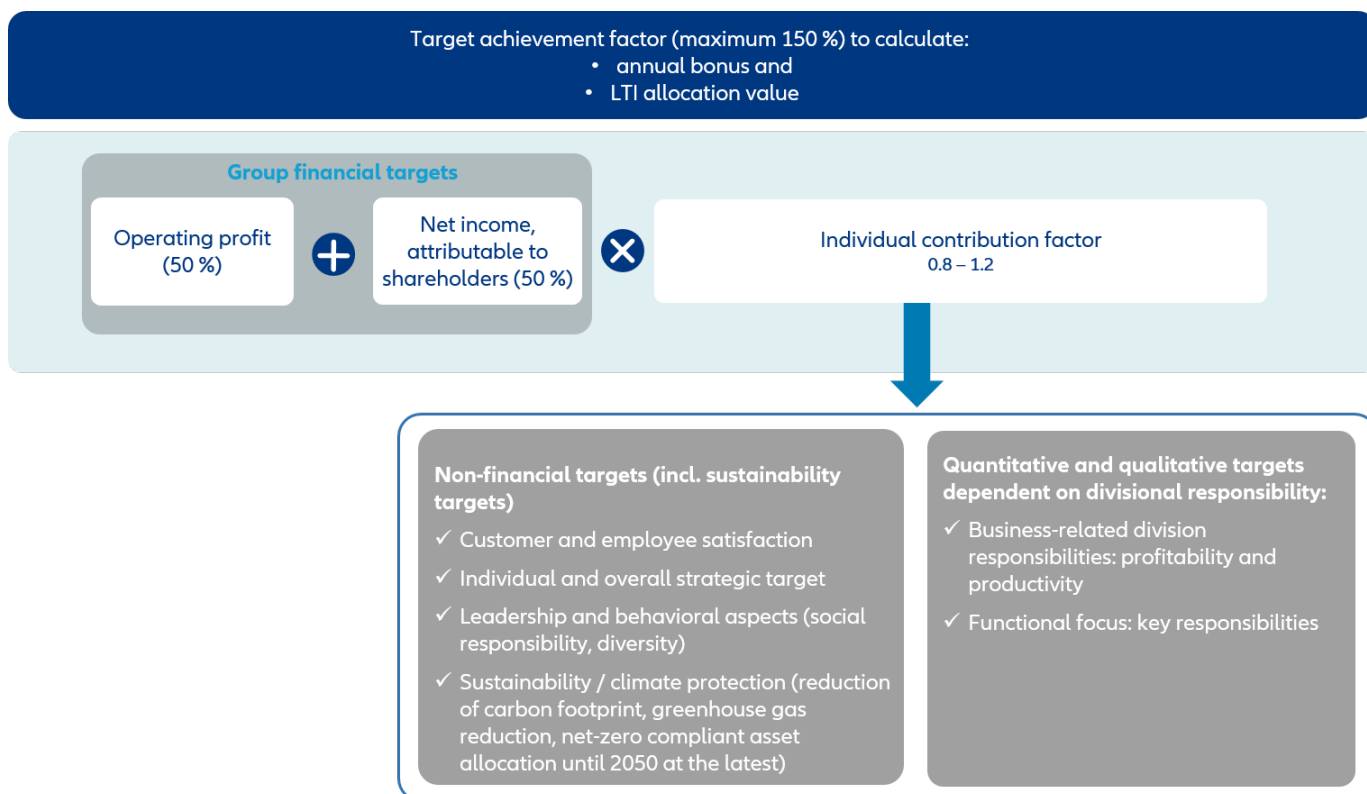 Target achievement factor (maximum 150 %) to calculate:
• annual bonus and
• LTI allocation value
Group financial targets
Operating profit
(50 %)
Net income,
attributable to
shareholders (50 %)
Individual contribution factor
0.8 – 1.2
Non-financial targets (incl. sustainability
targets)
✓ Customer and employee satisfaction
✓ Individual and overall strategic target
✓ Leadership and behavioral aspects (social
responsibility, diversity)
✓ Sustainability / climate protection (reduction
of carbon footprint, greenhouse gas
reduction, net-zero compliant asset
allocation until 2050 at the latest)
Quantitative and qualitative targets
dependent on divisional responsibility:
✓ Business-related division
responsibilities: profitability and
productivity
✓ Functional focus: key responsibilities